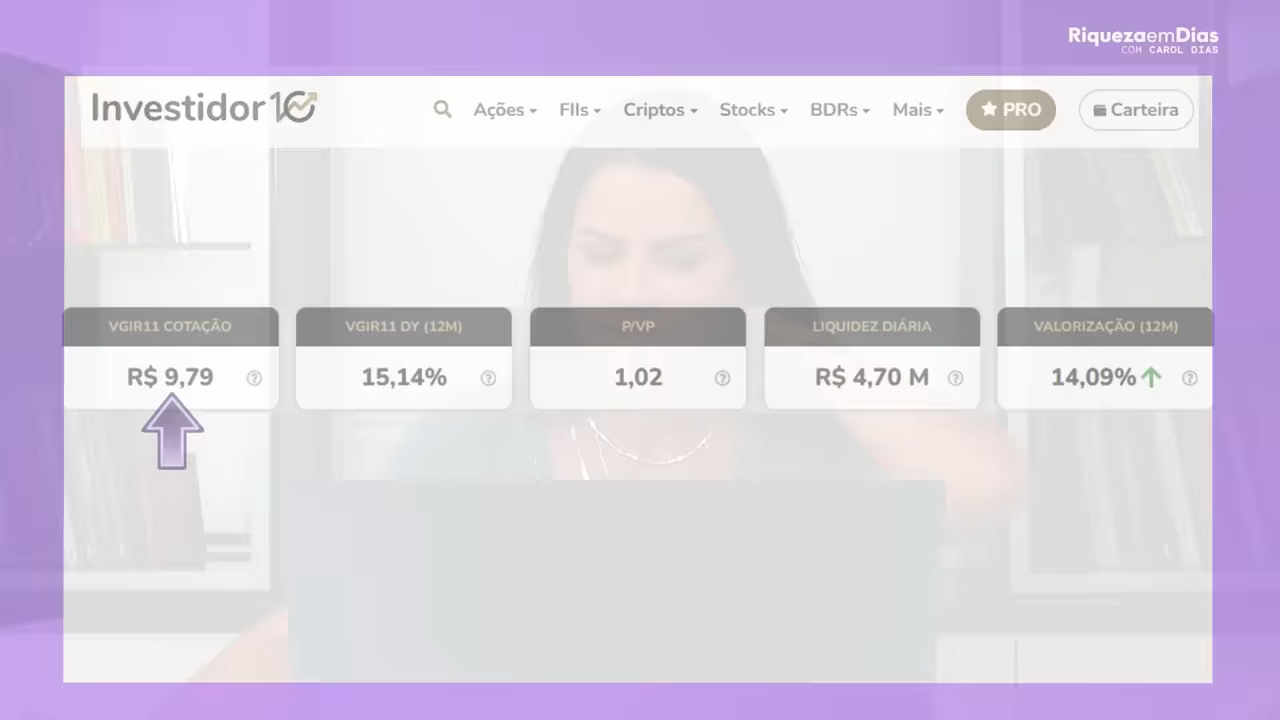 RiquezaemDias
COM CAROL DIAS
Investidor10
Ações FIIs Criptos Stocks BDRs Mais PRO Carteira
VGIR11 COTAÇÃO VGIR11 DY (12M) P/VP LIQUIDEZ DIÁRIA VALORIZAÇÃO (12M)
R$ 9,79 15,14% 1,02 R$ 4,70 M 14,09%